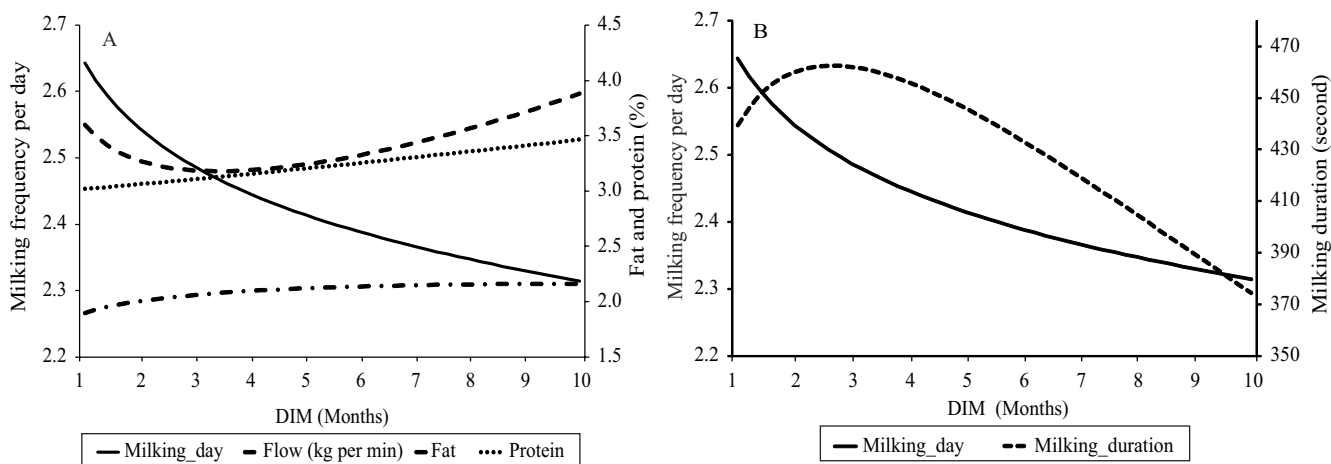 A
Milking frequency per day
2.7
2.6
2.5
2.4
2.3
2.2
4.5
4.0
3.5
3.0
2.5
2.0
1.5
Fat and protein (%)
1 2 3 4 5 6 7 8 9 10
DIM (Months)
Milking_day Flow (kg per min) Fat Protein
B
Milking frequency per day
2.7
2.6
2.5
2.4
2.3
2.2
470
450
430
410
390
370
350
Milking duration (second)
1 2 3 4 5 6 7 8 9 10
DIM (Months)
Milking_day Milking_duration